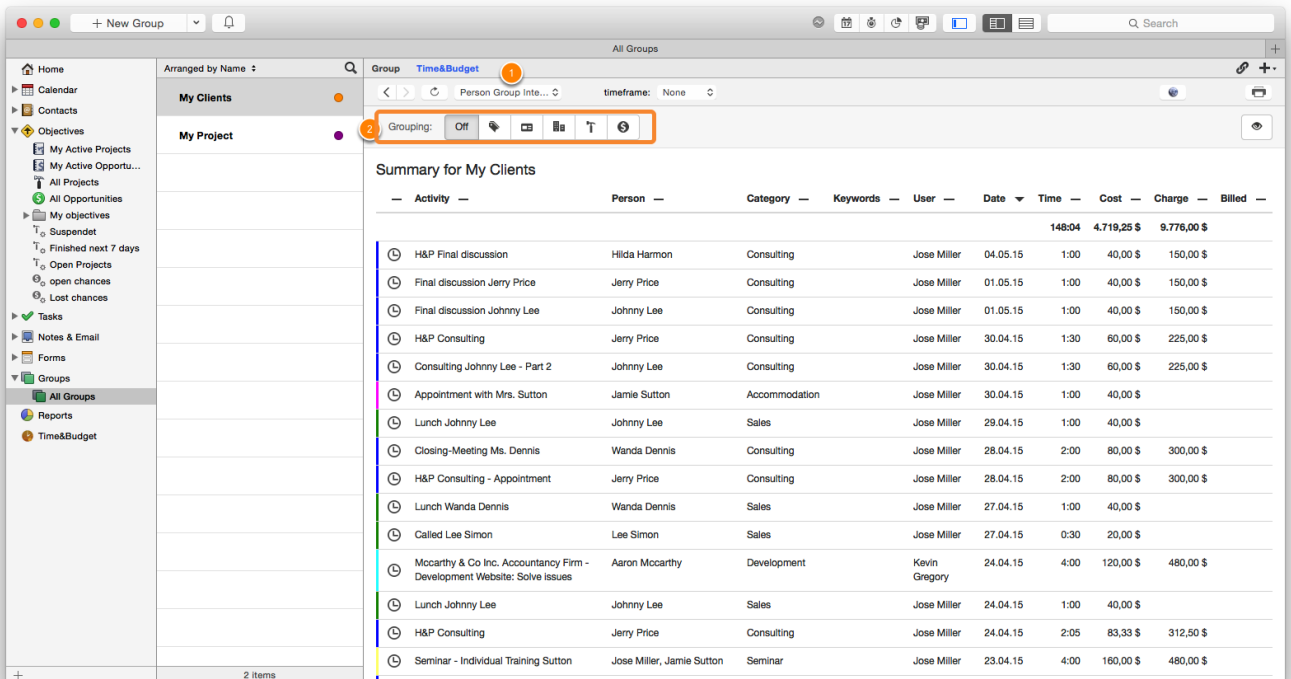 + New Group
Search
All Groups
Home
Calendar
Contacts
Objectives
My Active Projects
My Active Opportu...
All Projects
All Opportunities
My objectives
Suspendet
Finished next 7 days
Open Projects
open chances
Lost chances
Tasks
Notes & Email
Forms
Groups
All Groups
Reports
Time&Budget
Arranged by Name
My Clients
My Project
2 items
Group Time&Budget
1
Person Group Inte... timeframe: None
2
Grouping: Off
Summary for My Clients
— Activity — Person — Category — Keywords — User — Date Time — Cost — Charge — Billed —
148:04 4.719,25 $ 9.776,00 $
H&P Final discussion Hilda Harmon Consulting Jose Miller 04.05.15 1:00 40,00 $ 150,00 $
Final discussion Jerry Price Jerry Price Consulting Jose Miller 01.05.15 1:00 40,00 $ 150,00 $
Final discussion Johnny Lee Johnny Lee Consulting Jose Miller 01.05.15 1:00 40,00 $ 150,00 $
H&P Consulting Jerry Price Consulting Jose Miller 30.04.15 1:30 60,00 $ 225,00 $
Consulting Johnny Lee - Part 2 Johnny Lee Consulting Jose Miller 30.04.15 1:30 60,00 $ 225,00 $
Appointment with Mrs. Sutton Jamie Sutton Accommodation Jose Miller 30.04.15 1:00 40,00 $
Lunch Johnny Lee Johnny Lee Sales Jose Miller 29.04.15 1:00 40,00 $
Closing-Meeting Ms. Dennis Wanda Dennis Consulting Jose Miller 28.04.15 2:00 80,00 $ 300,00 $
H&P Consulting - Appointment Jerry Price Consulting Jose Miller 28.04.15 2:00 80,00 $ 300,00 $
Lunch Wanda Dennis Wanda Dennis Sales Jose Miller 27.04.15 1:00 40,00 $
Called Lee Simon Lee Simon Sales Jose Miller 27.04.15 0:30 20,00 $
Mccarthy & Co Inc. Accountancy Firm - Aaron Mccarthy Development Kevin 24.04.15 4:00 120,00 $ 480,00 $
Development Website: Solve issues Gregory
Lunch Johnny Lee Johnny Lee Sales Jose Miller 24.04.15 1:00 40,00 $
H&P Consulting Jerry Price Consulting Jose Miller 24.04.15 2:05 83,33 $ 312,50 $
Seminar - Individual Training Sutton Jose Miller, Jamie Sutton Seminar Jose Miller 23.04.15 4:00 160,00 $ 480,00 $